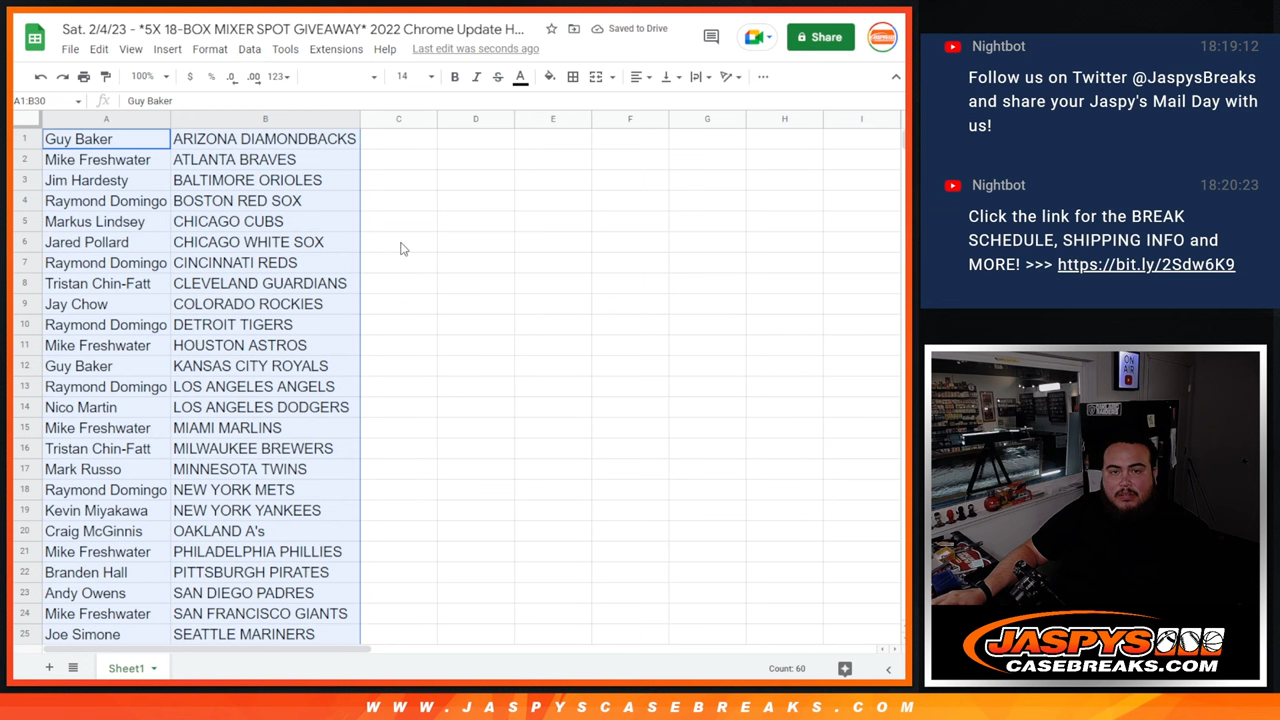 Sat. 2/4/23 - *5X 18-BOX MIXER SPOT GIVEAWAY* 2022 Chrome Update H...
Saved to Drive
Share
File Edit View Insert Format Data Tools Extensions Help Last edit was seconds ago
100% $ % .0 .00 123 14 B I S A
A1:B30 fx Guy Baker
A B C D E F G H I
1 Guy Baker ARIZONA DIAMONDBACKS
2 Mike Freshwater ATLANTA BRAVES
3 Jim Hardesty BALTIMORE ORIOLES
4 Raymond Domingo BOSTON RED SOX
5 Markus Lindsey CHICAGO CUBS
6 Jared Pollard CHICAGO WHITE SOX
7 Raymond Domingo CINCINNATI REDS
8 Tristan Chin-Fatt CLEVELAND GUARDIANS
9 Jay Chow COLORADO ROCKIES
10 Raymond Domingo DETROIT TIGERS
11 Mike Freshwater HOUSTON ASTROS
12 Guy Baker KANSAS CITY ROYALS
13 Raymond Domingo LOS ANGELES ANGELS
14 Nico Martin LOS ANGELES DODGERS
15 Mike Freshwater MIAMI MARLINS
16 Tristan Chin-Fatt MILWAUKEE BREWERS
17 Mark Russo MINNESOTA TWINS
18 Raymond Domingo NEW YORK METS
19 Kevin Miyakawa NEW YORK YANKEES
20 Craig McGinnis OAKLAND A's
21 Mike Freshwater PHILADELPHIA PHILLIES
22 Branden Hall PITTSBURGH PIRATES
23 Andy Owens SAN DIEGO PADRES
24 Mike Freshwater SAN FRANCISCO GIANTS
25 Joe Simone SEATTLE MARINERS
Sheet1
Count: 60
Nightbot 18:19:12
Follow us on Twitter @JaspysBreaks
and share your Jaspy's Mail Day with
us!
Nightbot 18:20:23
Click the link for the BREAK
SCHEDULE, SHIPPING INFO and
MORE! >>> https://bit.ly/2Sdw6K9
ON
AIR
JASPYS
CASEBREAKS.COM
WWW.JASPYSCASEBREAKS.COM